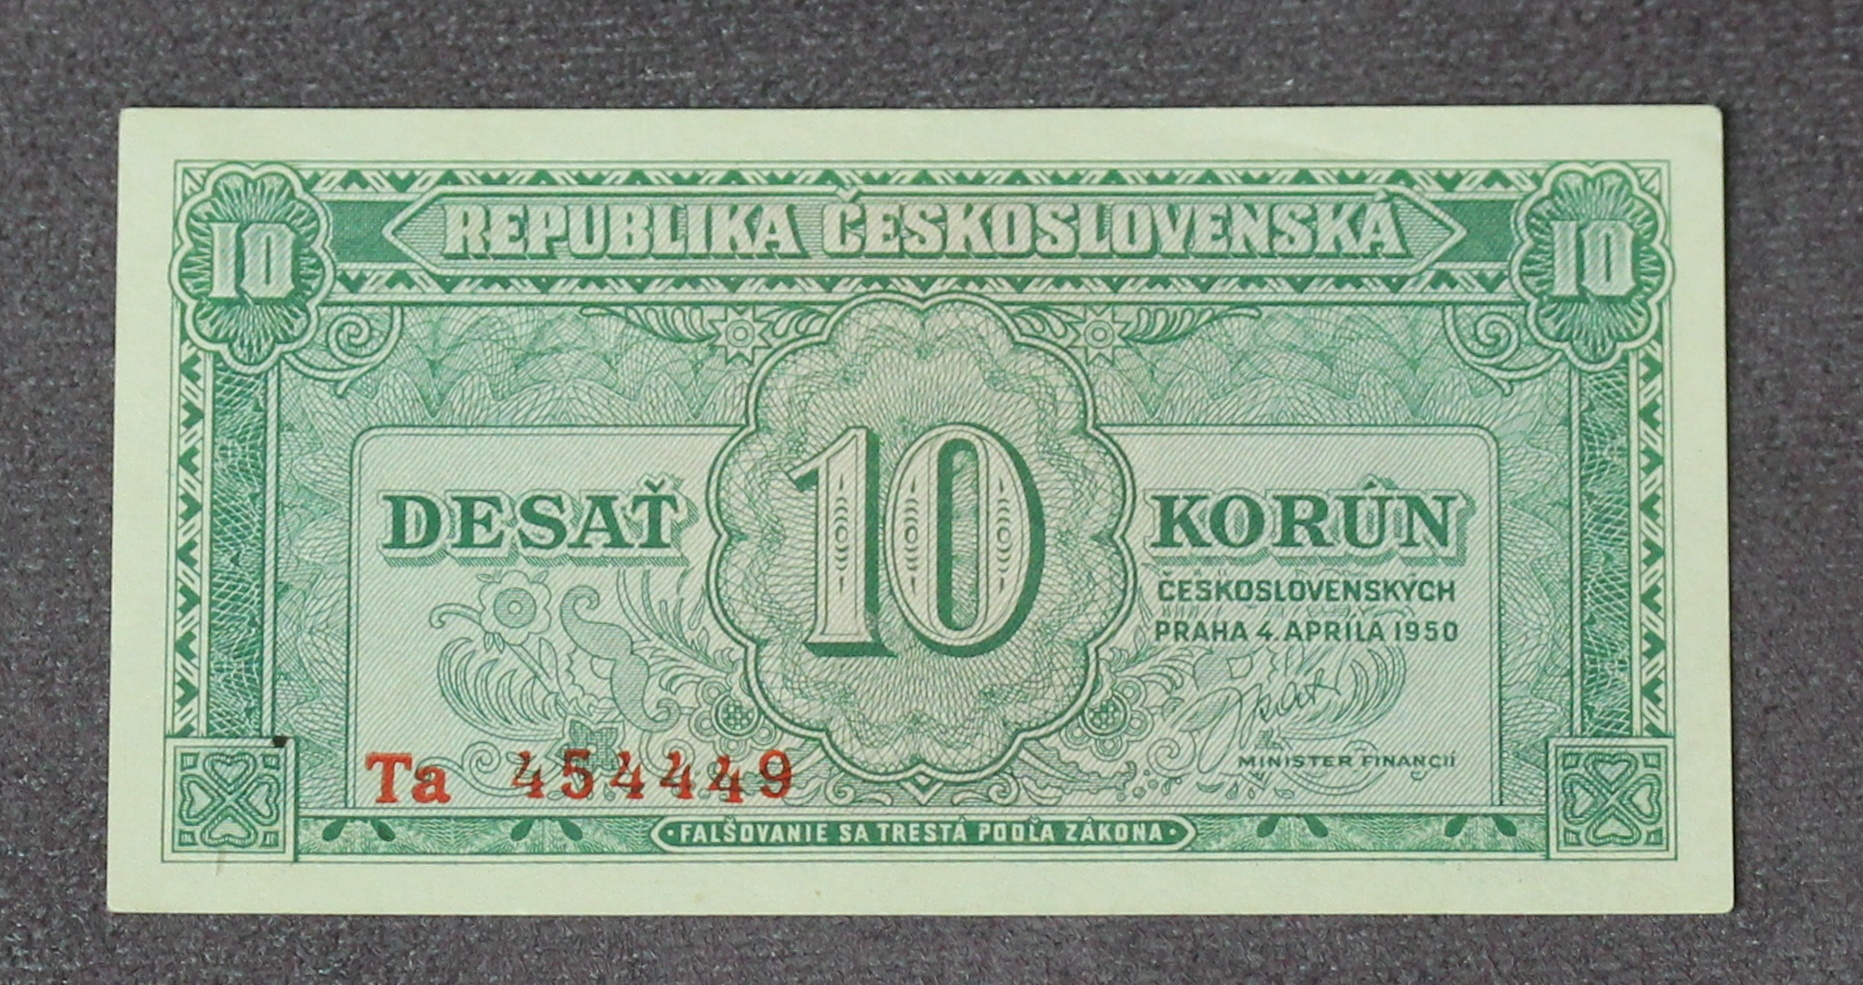 10 REPUBLIKA ČESKOSLOVENSKÁ 10
DESAŤ 10 KORÚN
ČESKOSLOVENSKÝCH
PRAHA 4. APRÍLA 1950
Ta 454449
MINISTER FINANCIÍ
·FALŠOVANIE SA TRESTÁ PODĽA ZÁKONA·